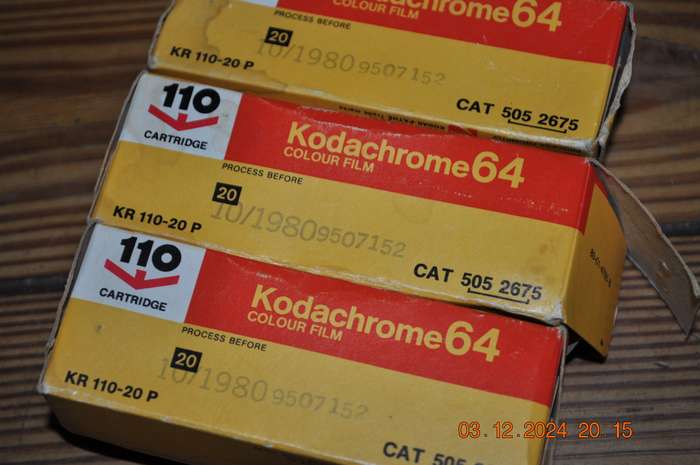 Kodachrome64
COLOUR FILM
PROCESS BEFORE
20
10/1980 9507152
KR 110-20 P
CAT 505 2675
110
CARTRIDGE
Kodachrome64
COLOUR FILM
PROCESS BEFORE
20
10/1980 9507152
KR 110-20 P
CAT 505 2675
110
CARTRIDGE
Kodachrome64
COLOUR FILM
PROCESS BEFORE
20
10/1980 9507152
KR 110-20 P
CAT 505
03.12.2024 20:15